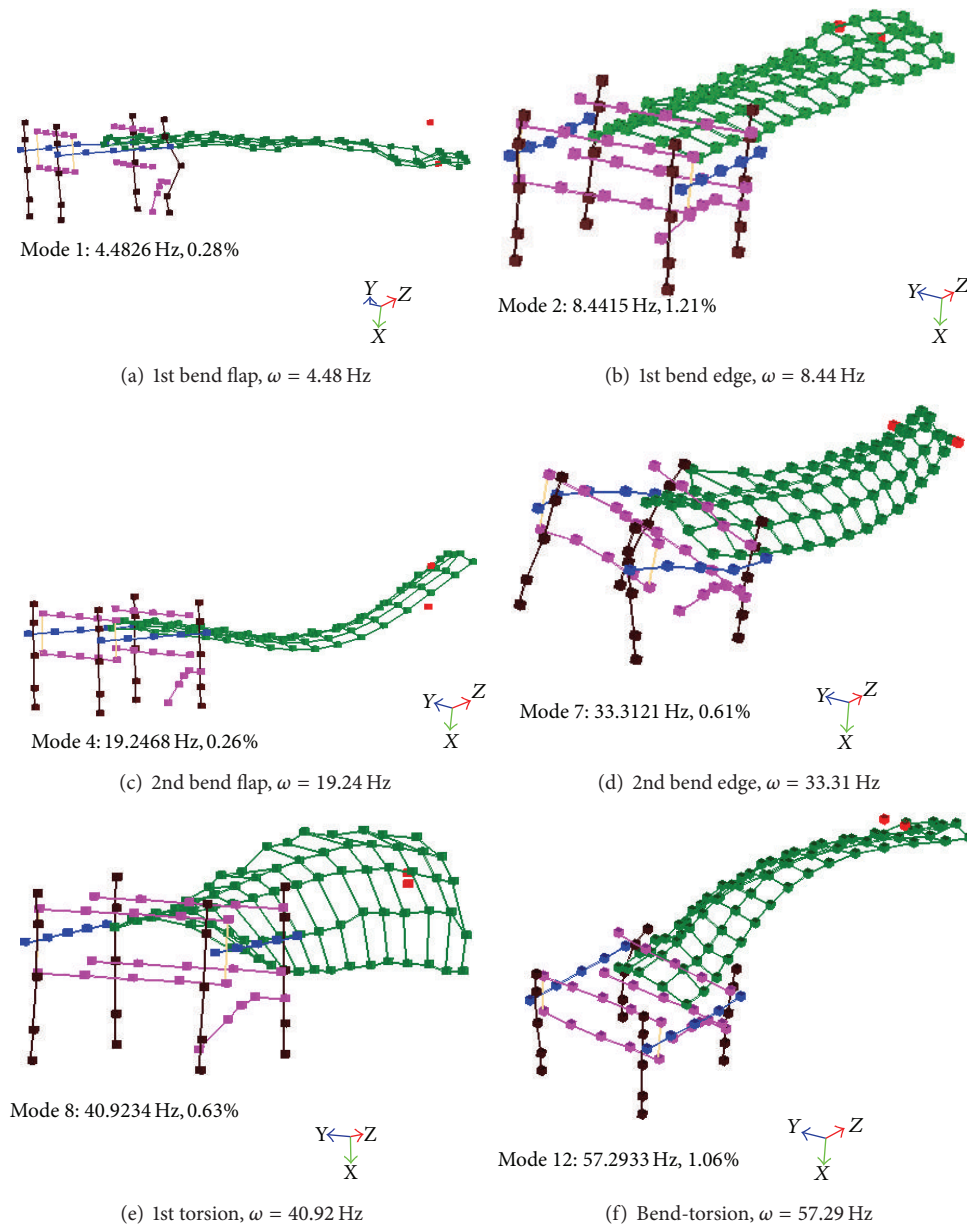 Mode 1: 4.4826 Hz, 0.28%
Y
Z
X
(a) 1st bend flap, ω = 4.48 Hz
Mode 2: 8.4415 Hz, 1.21%
Y
Z
X
(b) 1st bend edge, ω = 8.44 Hz
Mode 4: 19.2468 Hz, 0.26%
Y
Z
X
(c) 2nd bend flap, ω = 19.24 Hz
Mode 7: 33.3121 Hz, 0.61%
Y
Z
X
(d) 2nd bend edge, ω = 33.31 Hz
Mode 8: 40.9234 Hz, 0.63%
Y
Z
X
(e) 1st torsion, ω = 40.92 Hz
Mode 12: 57.2933 Hz, 1.06%
Y
Z
X
(f) Bend-torsion, ω = 57.29 Hz